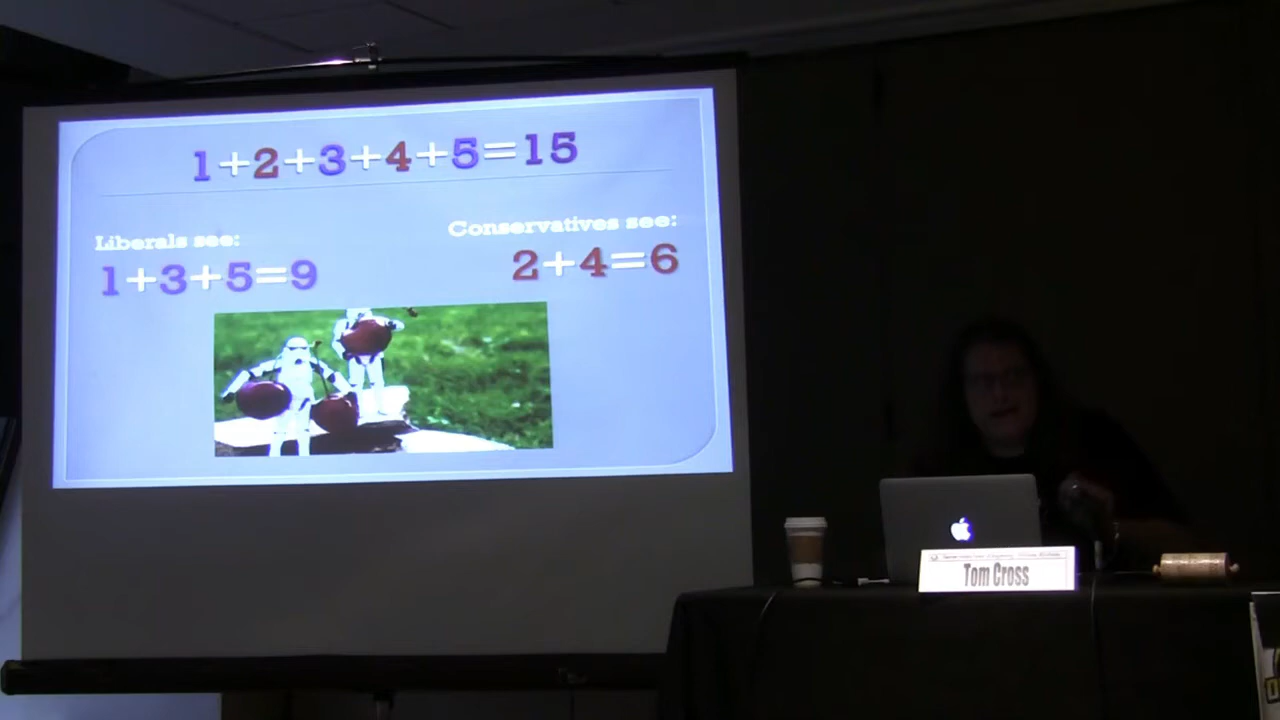 1+2+3+4+5=15
Liberals see:
Conservatives see:
1+3+5=9
2+4=6
Tom Cross